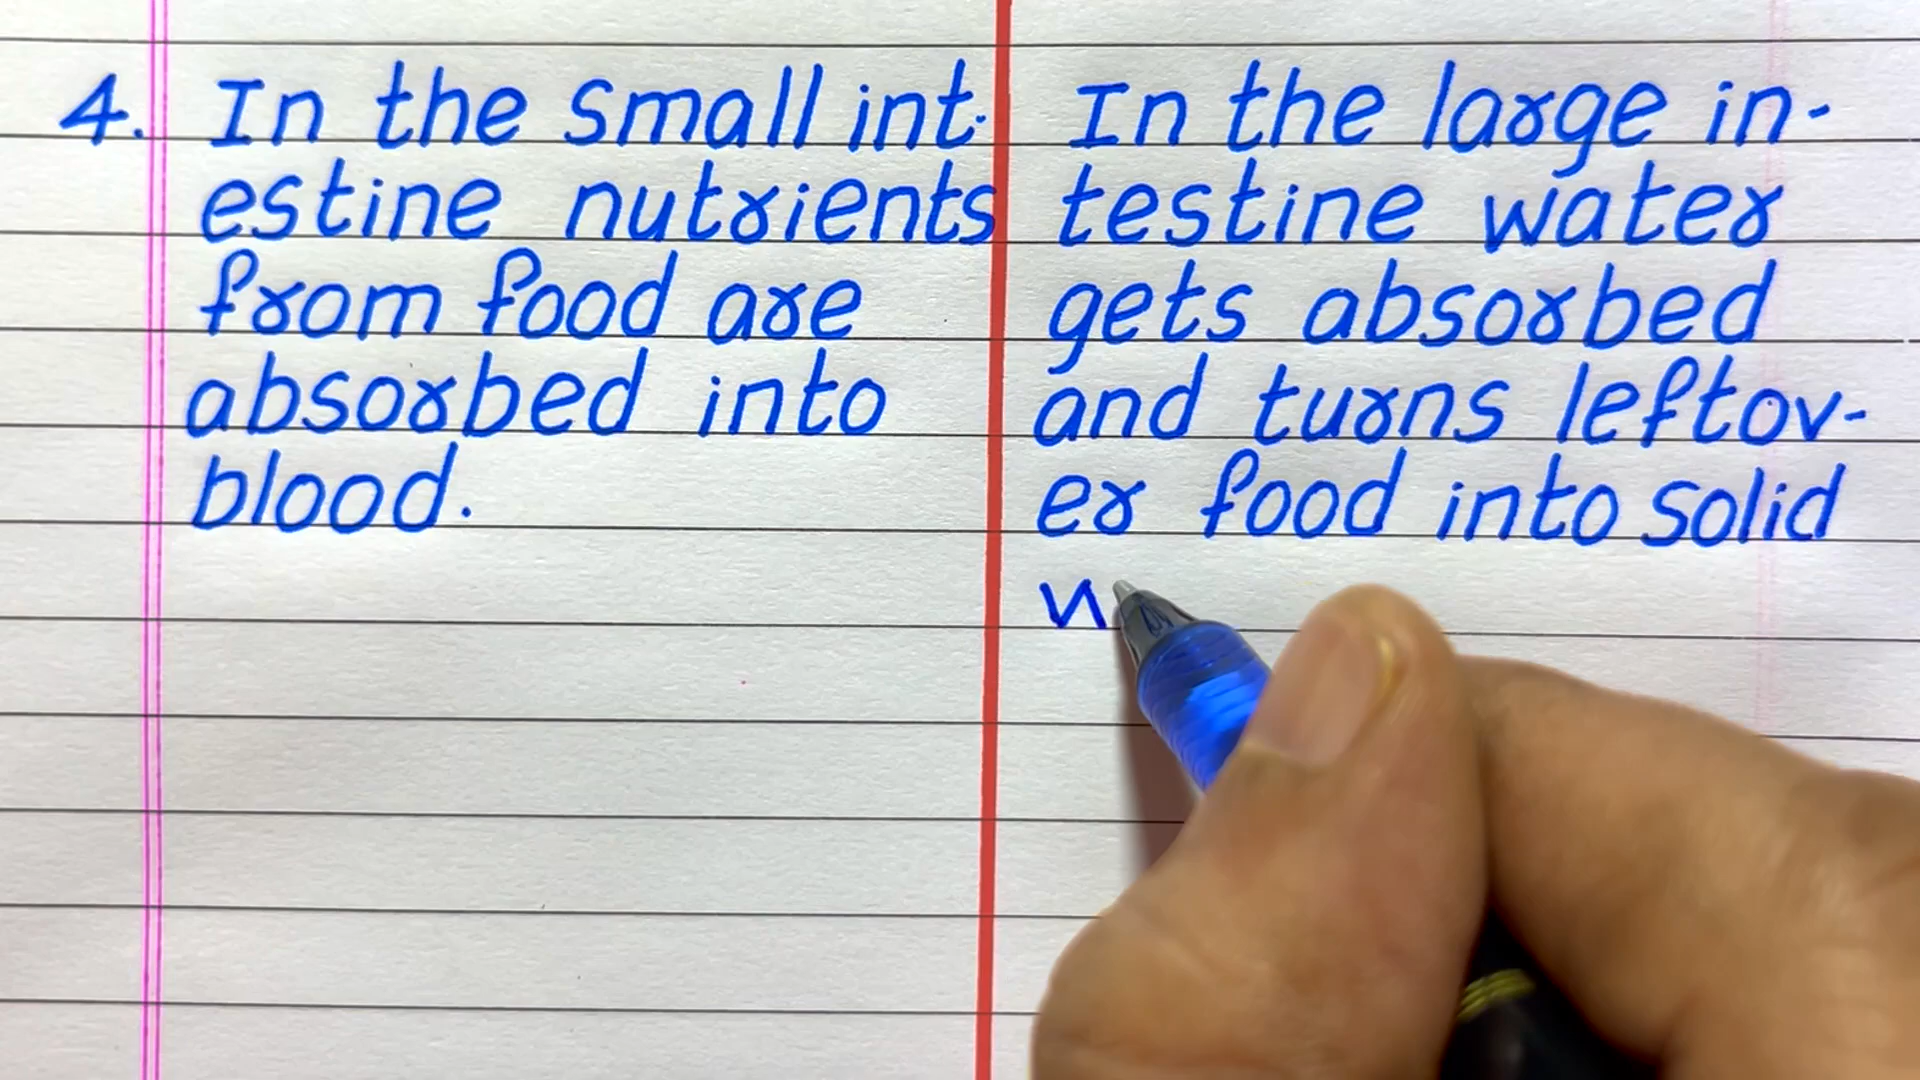 4. In the small int-
estine nutrients
from food are
absorbed into
blood.
In the large in-
testine water
gets absorbed
and turns leftov-
er food into solid